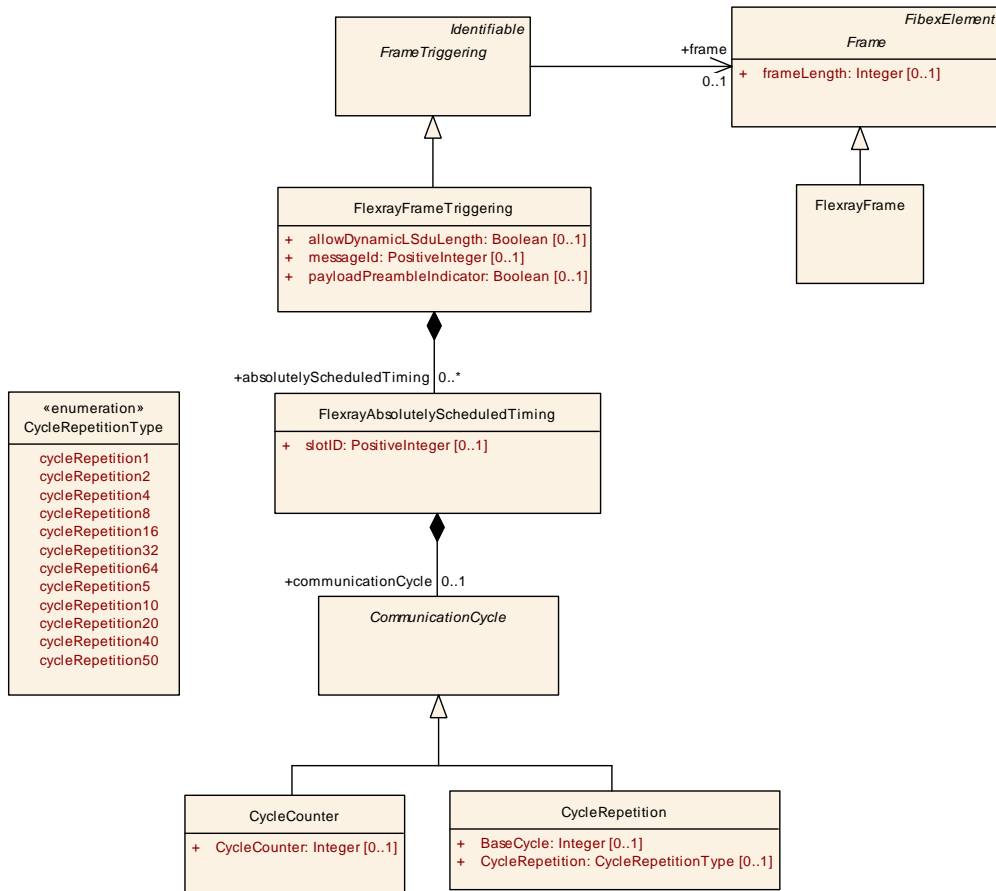 Identifiable
FrameTriggering
+frame
0..1
FibexElement
Frame
+ frameLength: Integer [0..1]
FlexrayFrame
FlexrayFrameTriggering
+ allowDynamicLSduLength: Boolean [0..1]
+ messageId: PositiveInteger [0..1]
+ payloadPreambleIndicator: Boolean [0..1]
+absolutelyScheduledTiming 0..*
«enumeration»
CycleRepetitionType
cycleRepetition1
cycleRepetition2
cycleRepetition4
cycleRepetition8
cycleRepetition16
cycleRepetition32
cycleRepetition64
cycleRepetition5
cycleRepetition10
cycleRepetition20
cycleRepetition40
cycleRepetition50
FlexrayAbsolutelyScheduledTiming
+ slotID: PositiveInteger [0..1]
+communicationCycle 0..1
CommunicationCycle
CycleCounter
+ CycleCounter: Integer [0..1]
CycleRepetition
+ BaseCycle: Integer [0..1]
+ CycleRepetition: CycleRepetitionType [0..1]